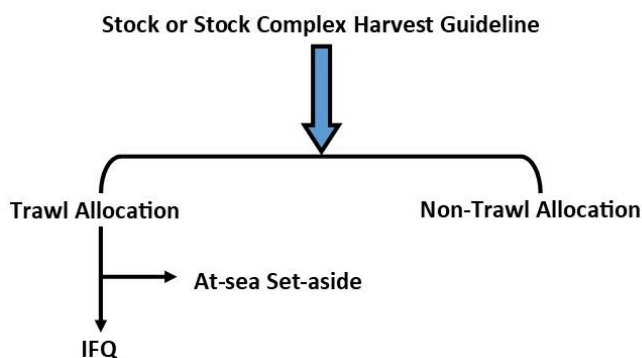 Stock or Stock Complex Harvest Guideline
Trawl Allocation
Non-Trawl Allocation
At-sea Set-aside
IFQ